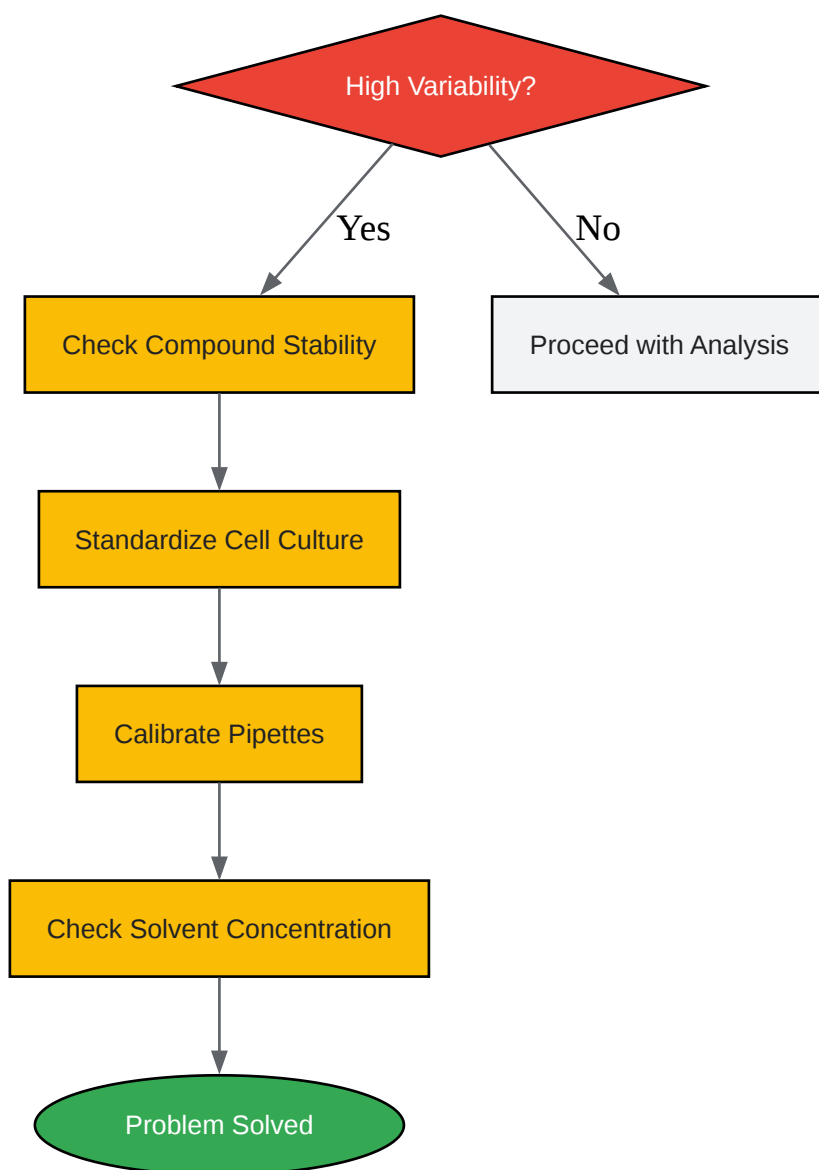 High Variability?
Yes
No
Check Compound Stability
Proceed with Analysis
Standardize Cell Culture
Calibrate Pipettes
Check Solvent Concentration
Problem Solved